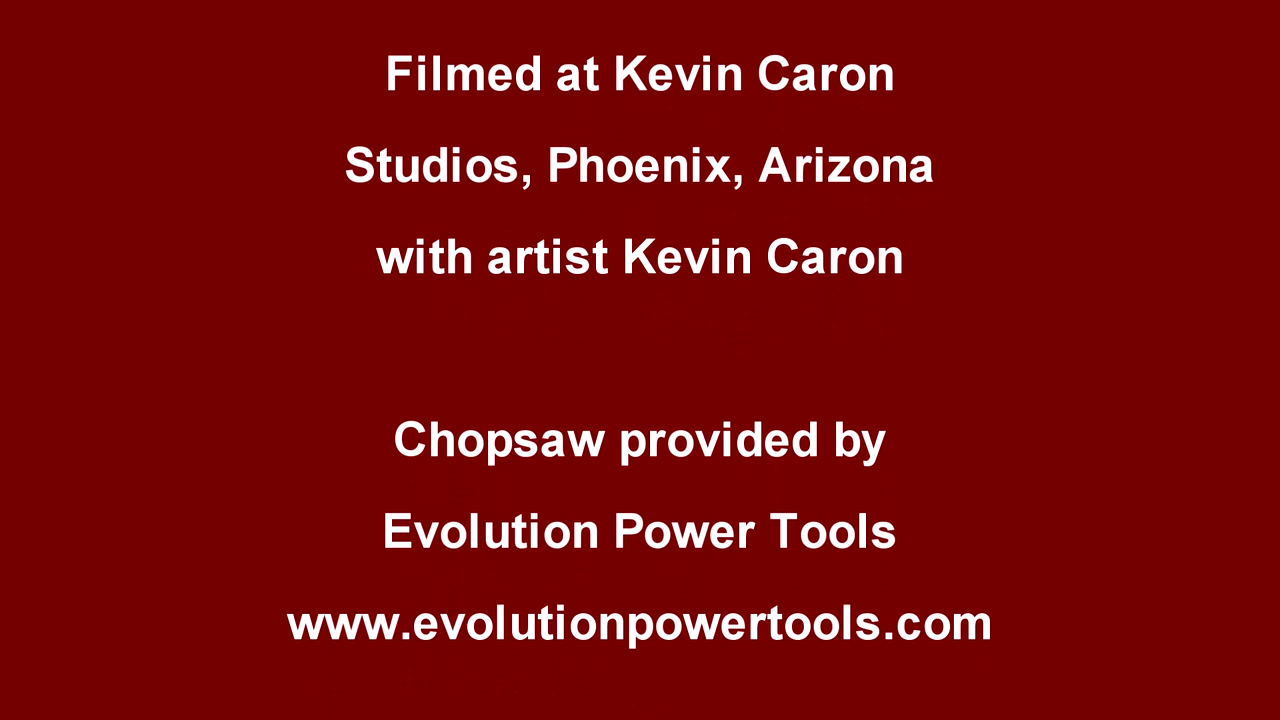 Filmed at Kevin Caron
Studios, Phoenix, Arizona
with artist Kevin Caron
Chopsaw provided by
Evolution Power Tools
www.evolutionpowertools.com